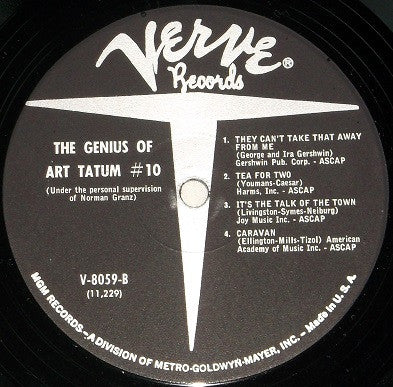 Verve®
Records
THE GENIUS OF
ART TATUM #10
(Under the personal supervision
of Norman Granz)
V-8059-B
(11,229)
1. THEY CAN'T TAKE THAT AWAY
FROM ME
(George and Ira Gershwin)
Gershwin Pub. Corp. - ASCAP
2. TEA FOR TWO
(Youmans-Caesar)
Harms, Inc. - ASCAP
3. IT'S THE TALK OF THE TOWN
(Livingston-Symes-Neiburg)
Joy Music Inc. - ASCAP
4. CARAVAN
(Ellington-Mills-Tizol) American
Academy of Music Inc. - ASCAP
MGM RECORDS—A DIVISION OF METRO-GOLDWYN-MAYER, INC. - Made in U. S. A.